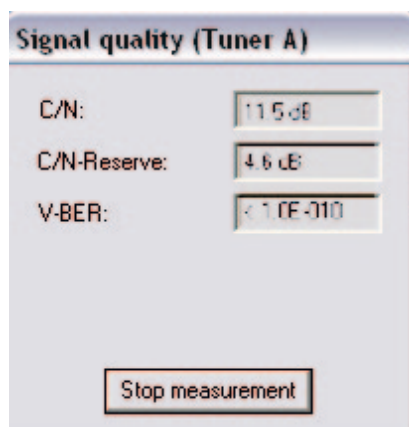 Signal quality (Tuner A)
C/N: 11.5 dB
C/N-Reserve: 4.6 dB
V-BER: < 1.0E-010
Stop measurement